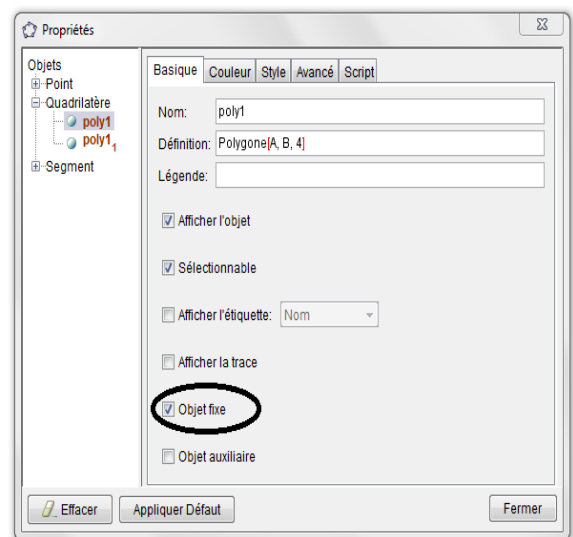 Propriétés
Objets
Point
Quadrilatère
poly1
poly1₁
Segment
Basique Couleur Style Avancé Script
Nom: poly1
Définition: Polygone[A, B, 4]
Légende:
Afficher l'objet
Sélectionnable
Afficher l'étiquette: Nom
Afficher la trace
Objet fixe
Objet auxiliaire
Effacer Appliquer Défaut Fermer